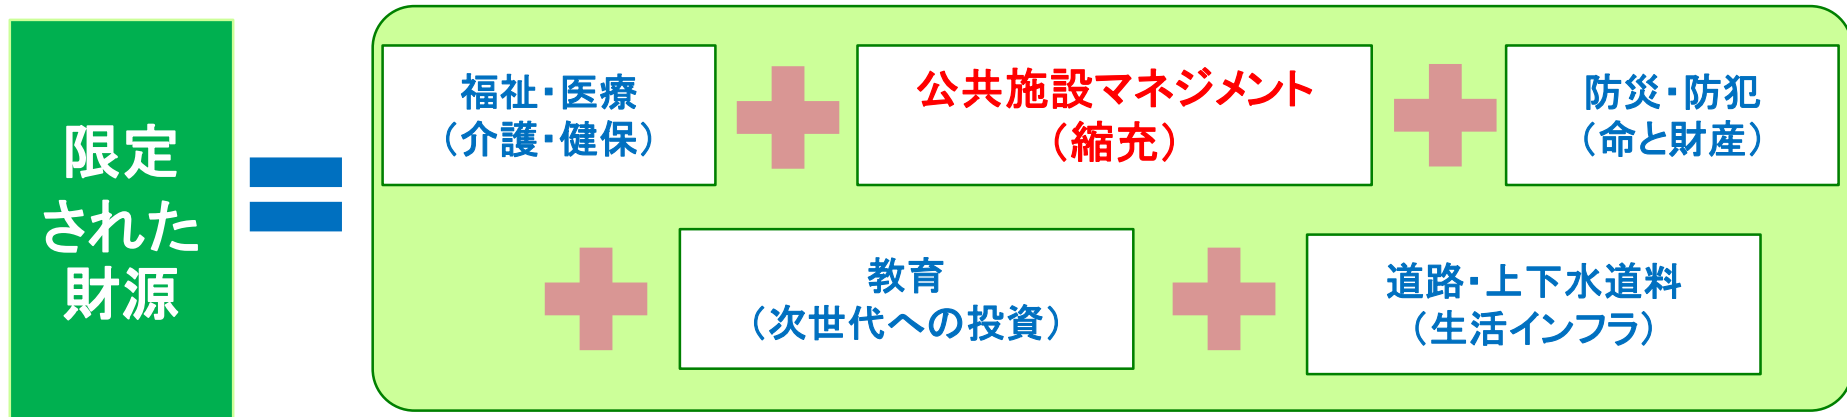 限定
された
財源
福祉・医療
（介護・健保）
公共施設マネジメント
（縮充）
防災・防犯
（命と財産）
教育
（次世代への投資）
道路・上下水道料
（生活インフラ）